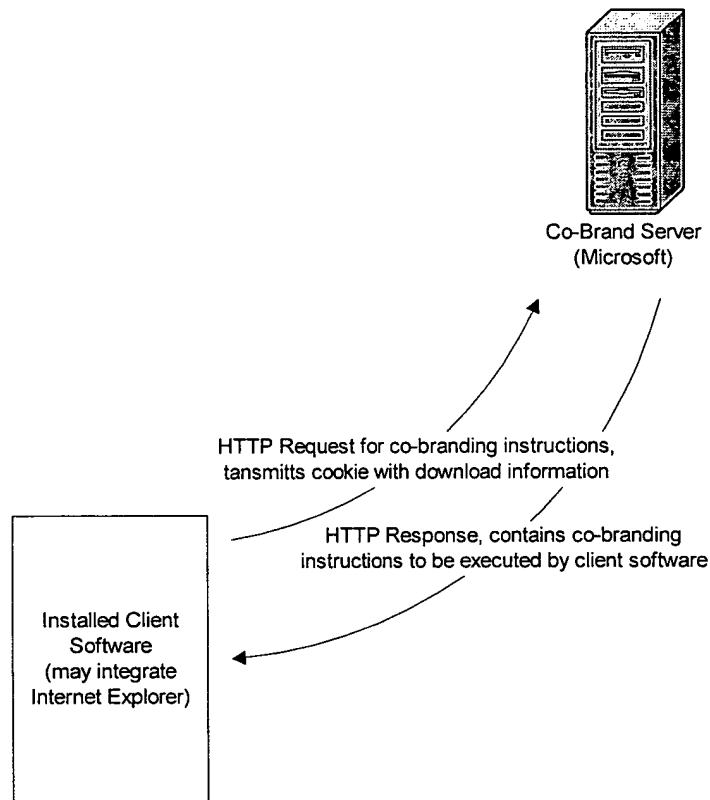 Co-Brand Server
(Microsoft)
HTTP Request for co-branding instructions,
tansmitts cookie with download information
HTTP Response, contains co-branding
instructions to be executed by client software
Installed Client
Software
(may integrate
Internet Explorer)